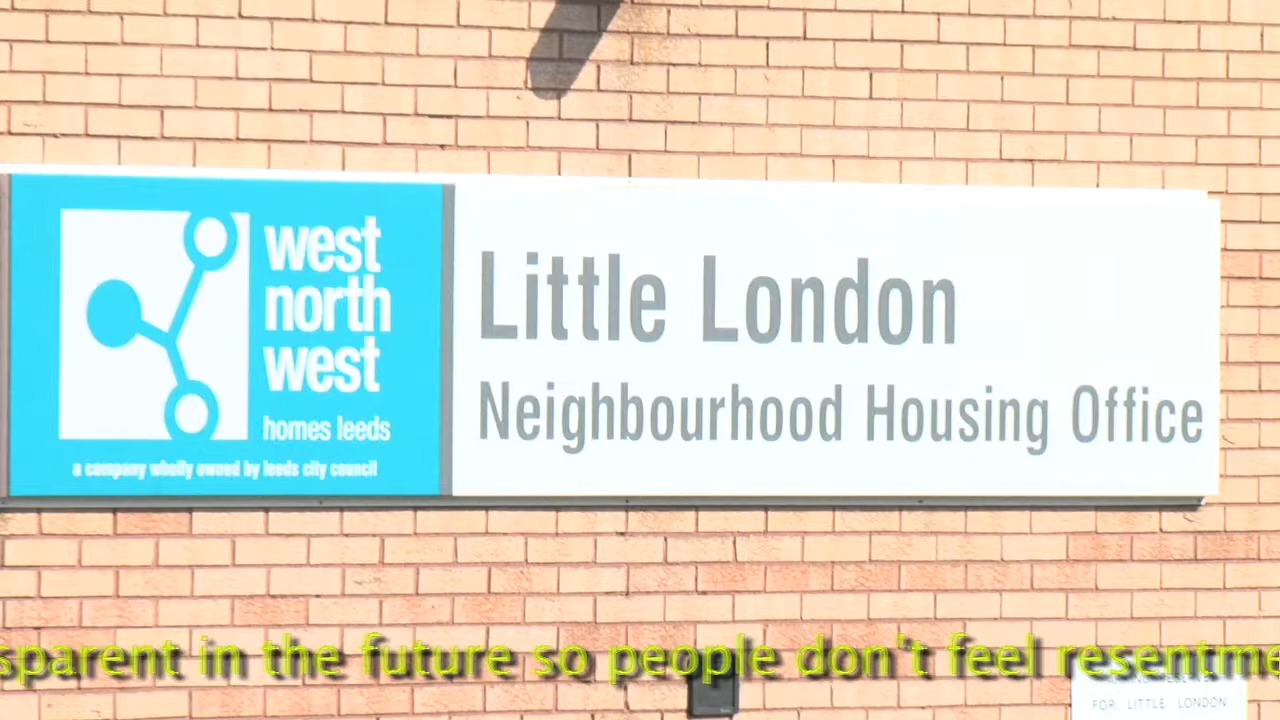 west
north
west
homes leeds
a company wholly owned by leeds city council
Little London
Neighbourhood Housing Office
sparent in the future so people don't feel resentme
FOR LITTLE LONDON